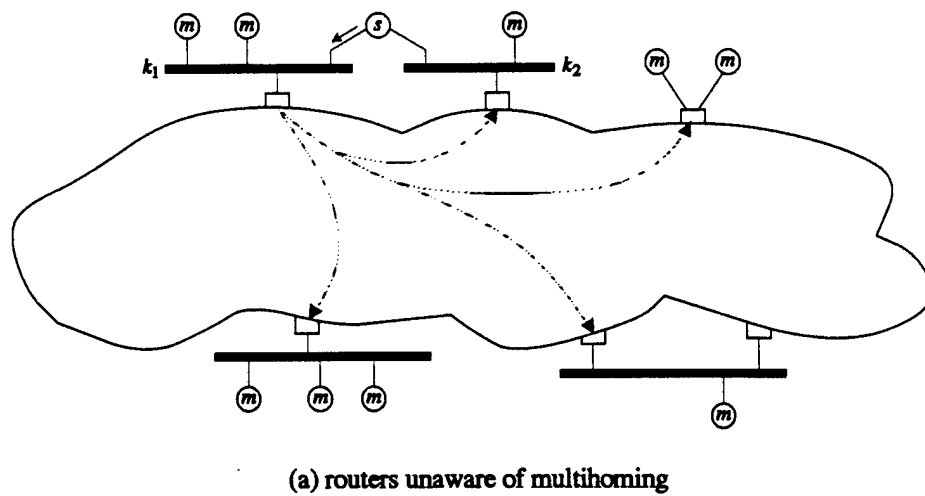 m m s m
k1 k2
m m
m m m
m
(a) routers unaware of multihoming